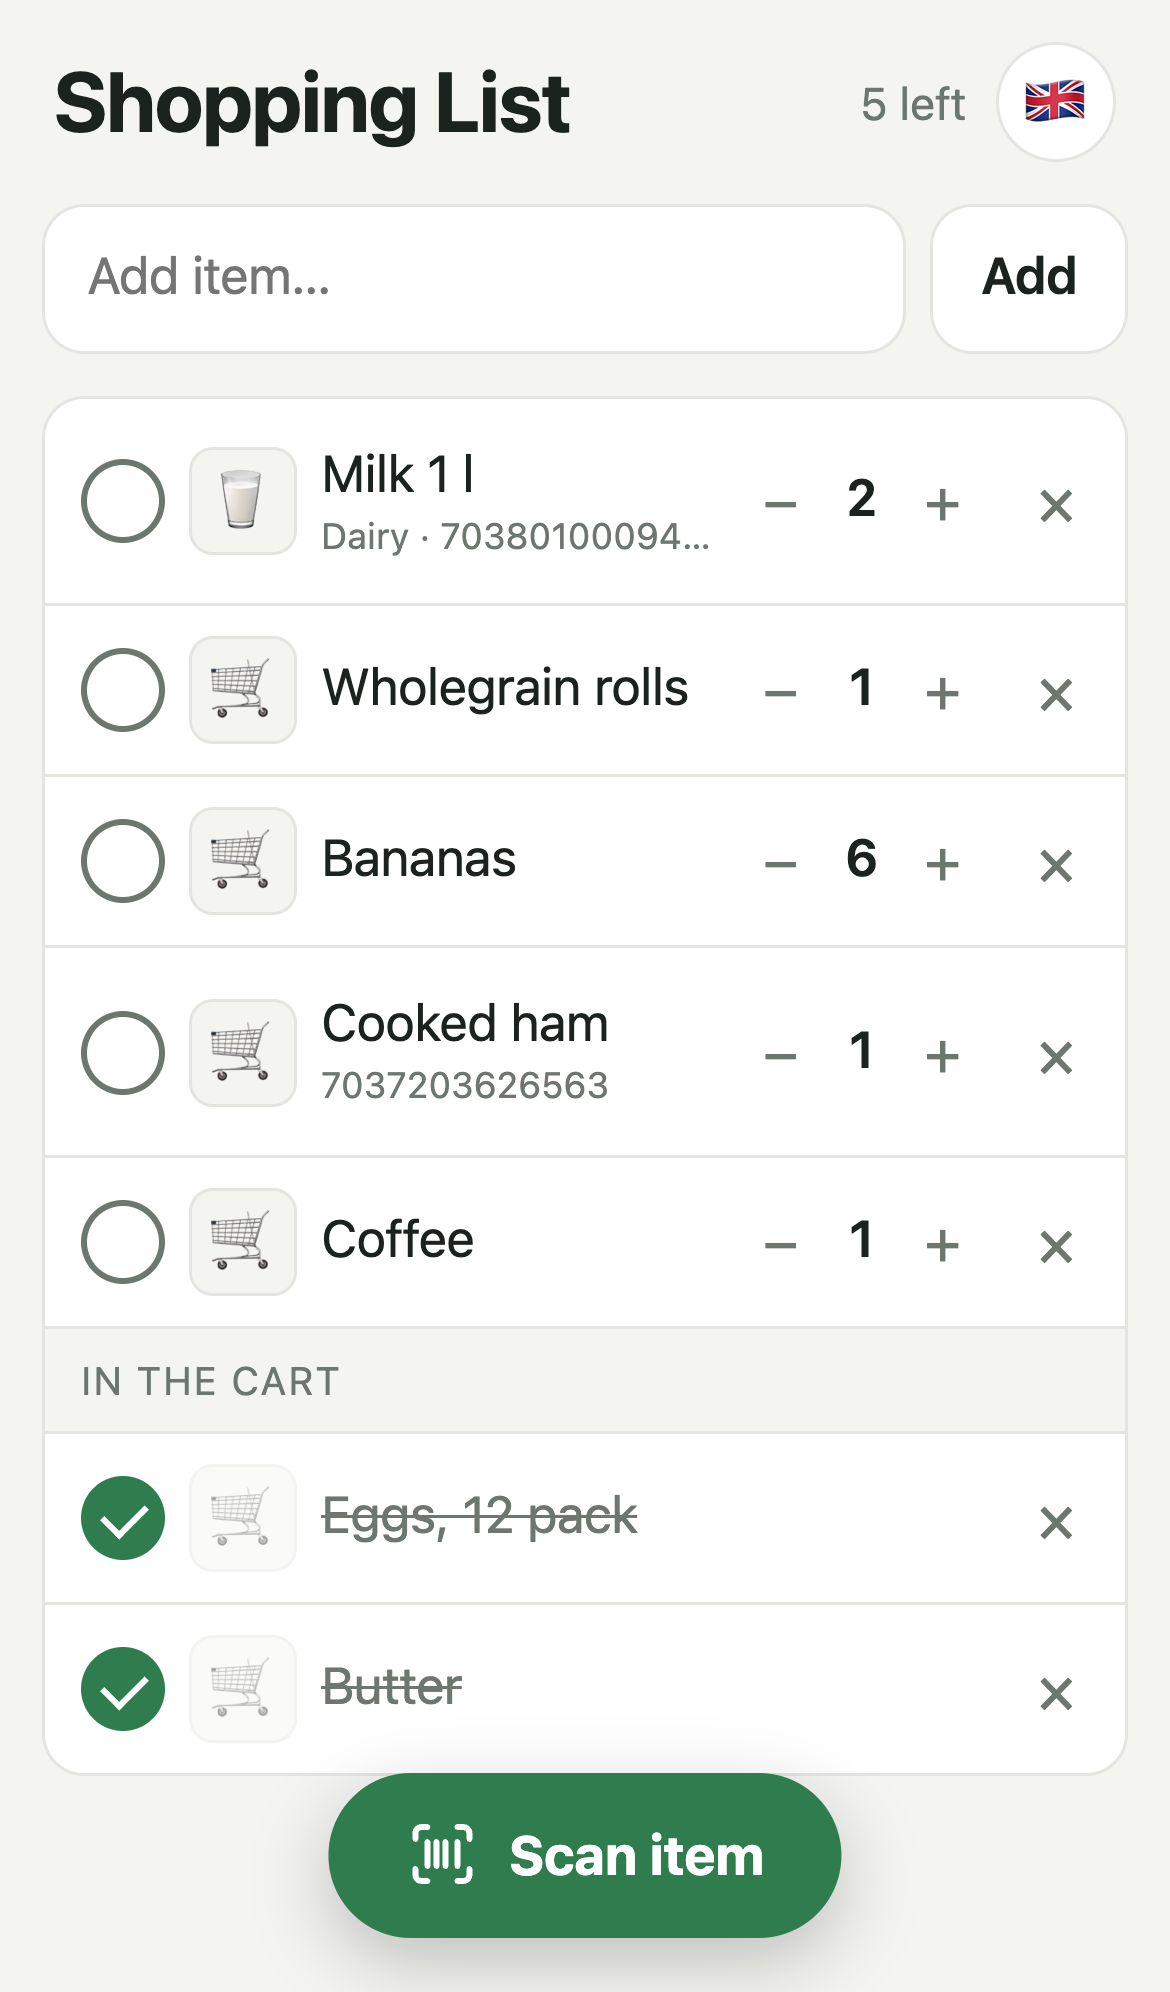 Shopping List
5 left
Add item...
Add
Milk 1 l
2
Dairy · 70380100094...
Wholegrain rolls
1
Bananas
6
Cooked ham
1
7037203626563
Coffee
1
IN THE CART
Eggs, 12 pack
Butter
Scan item